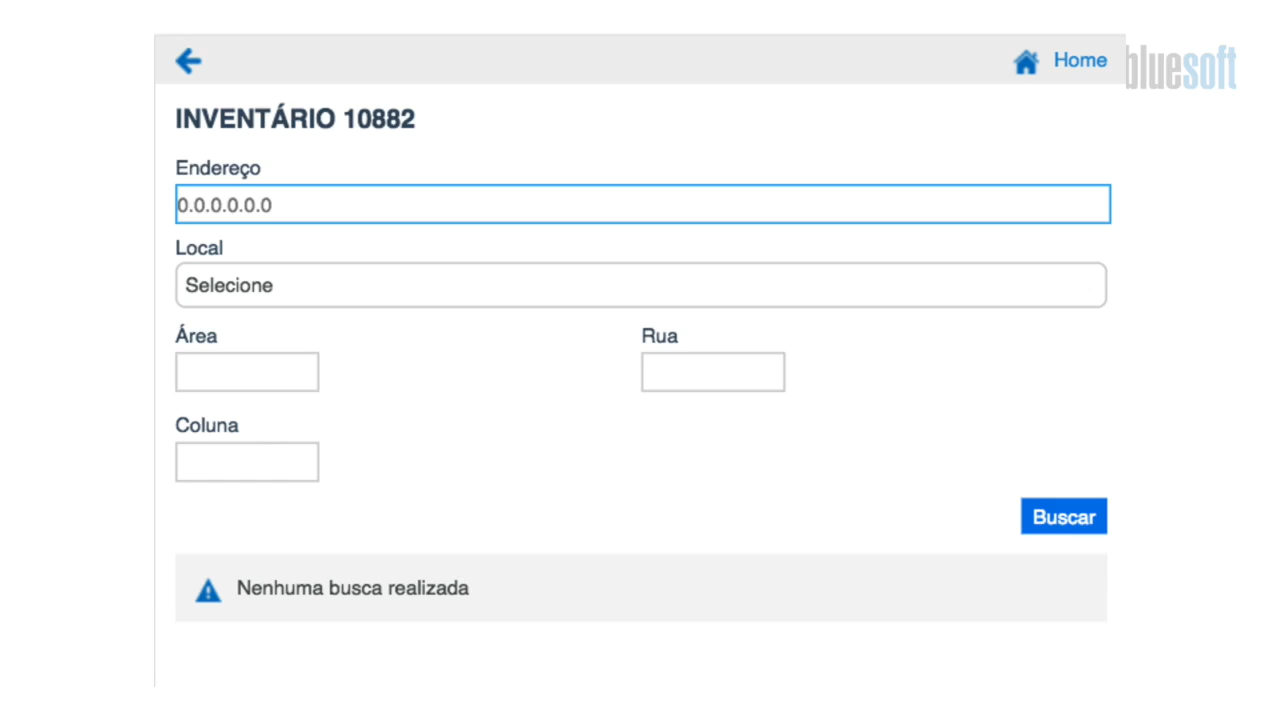 Home
bluesoft
INVENTÁRIO 10882
Endereço
0.0.0.0.0.0
Local
Selecione
Área
Rua
Coluna
Buscar
Nenhuma busca realizada